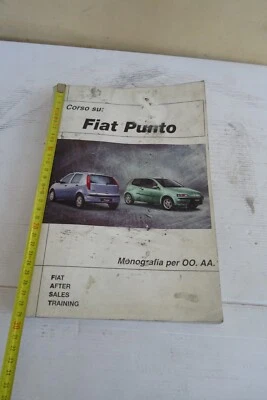 Corso su:
Fiat Punto
Monografia per OO. AA.
FIAT
AFTER
SALES
TRAINING